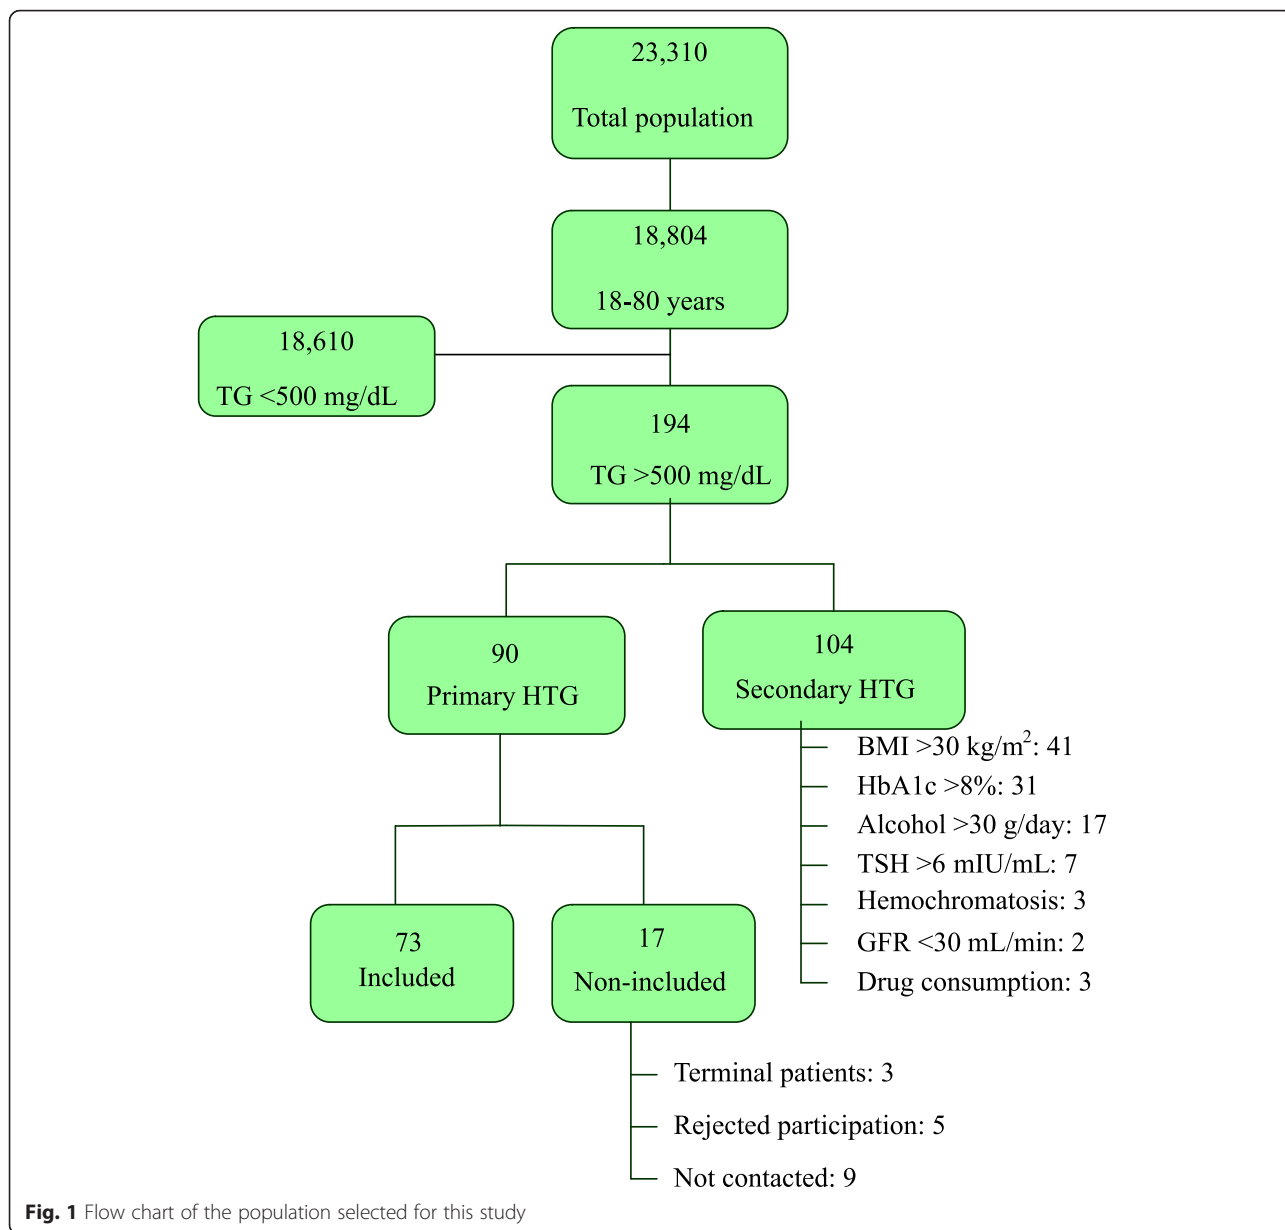 23,310
Total population
18,804
18-80 years
18,610
TG <500 mg/dL
194
TG >500 mg/dL
90
Primary HTG
104
Secondary HTG
BMI >30 kg/m²: 41
HbA1c >8%: 31
Alcohol >30 g/day: 17
TSH >6 mIU/mL: 7
Hemochromatosis: 3
GFR <30 mL/min: 2
Drug consumption: 3
73
Included
17
Non-included
Terminal patients: 3
Rejected participation: 5
Not contacted: 9
Fig. 1 Flow chart of the population selected for this study